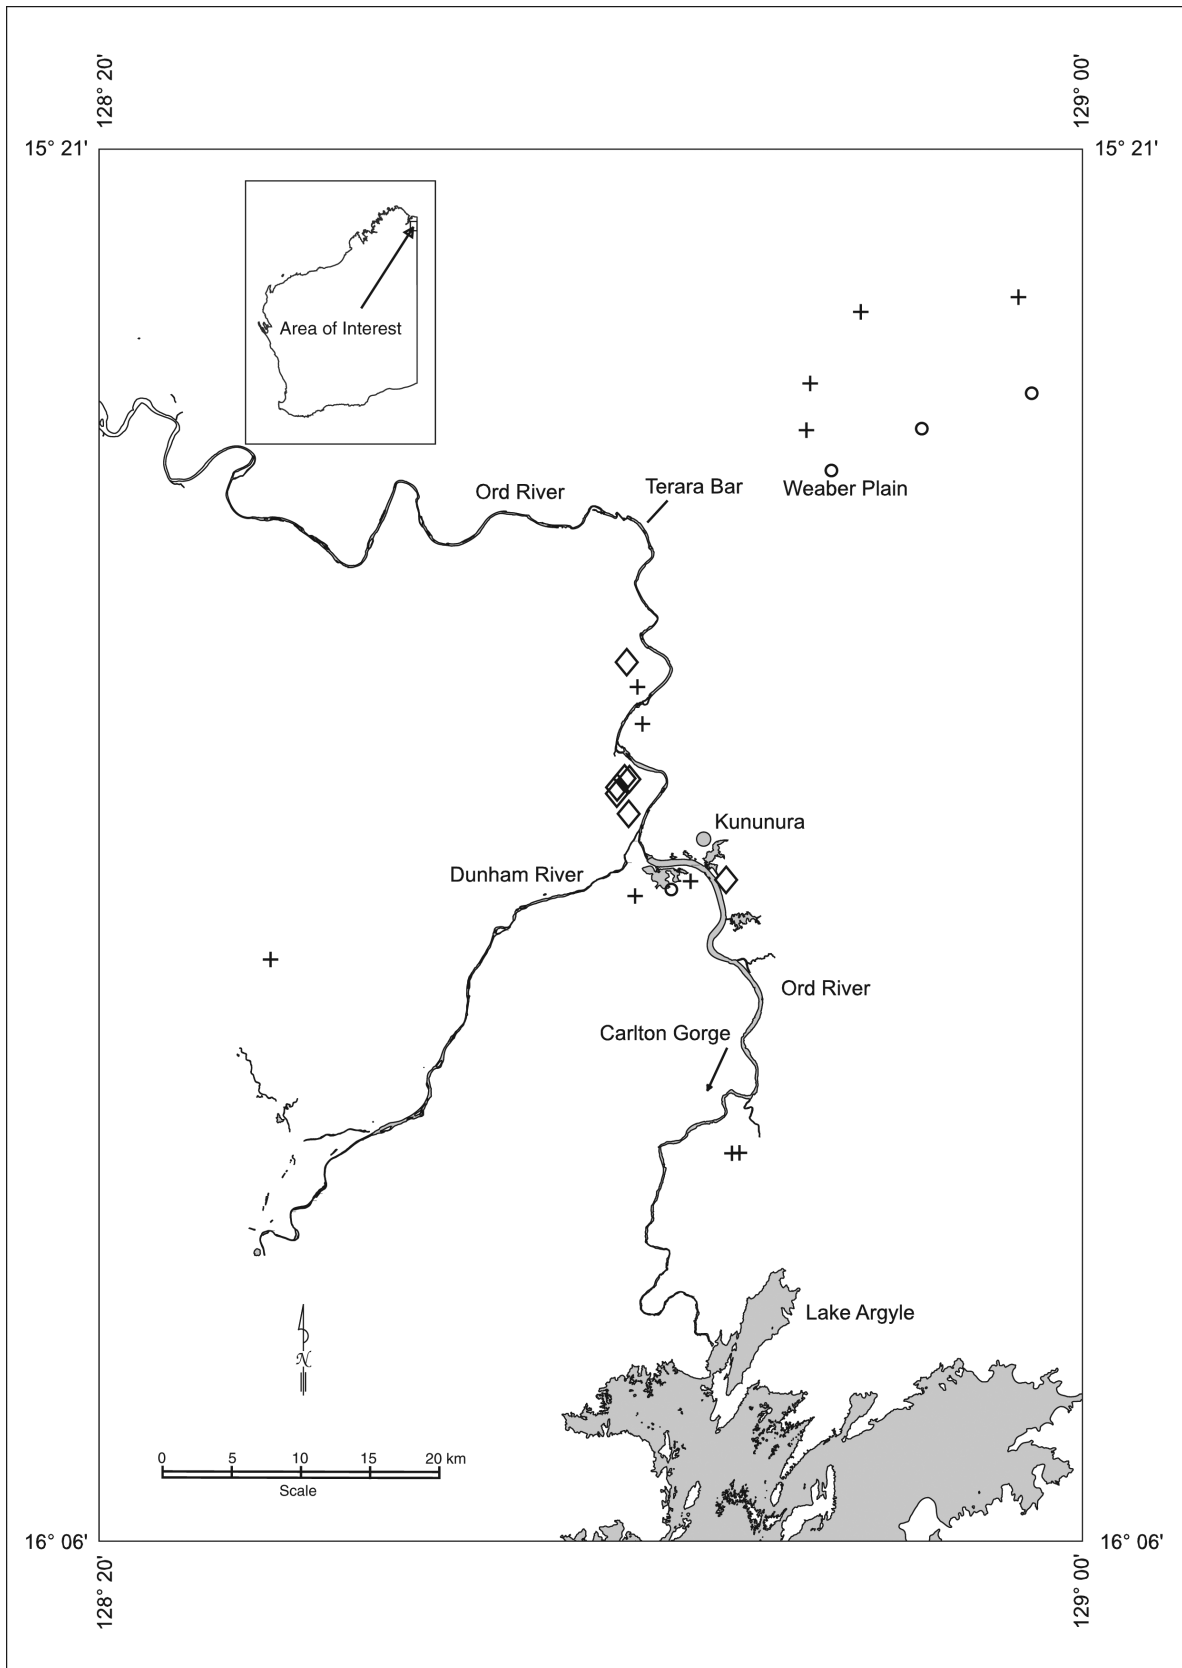 128° 20'
129° 00'
15° 21'
15° 21'
Area of Interest
Ord River
Terara Bar
Weaber Plain
Kununura
Dunham River
Ord River
Carlton Gorge
Lake Argyle
N
0 5 10 15 20 km
Scale
16° 06'
16° 06'
128° 20'
129° 00'